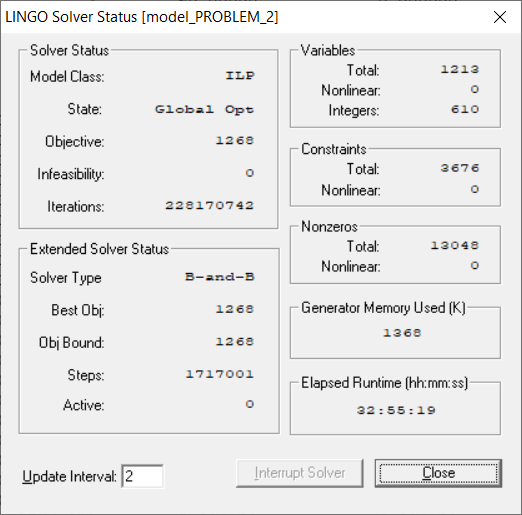 LINGO Solver Status [model_PROBLEM_2]
Solver Status
Model Class: ILP
State: Global Opt
Objective: 1268
Infeasibility: 0
Iterations: 228170742
Extended Solver Status
Solver Type B-and-B
Best Obj: 1268
Obj Bound: 1268
Steps: 1717001
Active: 0
Variables
Total: 1213
Nonlinear: 0
Integers: 610
Constraints
Total: 3676
Nonlinear: 0
Nonzeros
Total: 13048
Nonlinear: 0
Generator Memory Used (K)
1368
Elapsed Runtime (hh:mm:ss)
32:55:19
Update Interval: 2
Interrupt Solver
Close